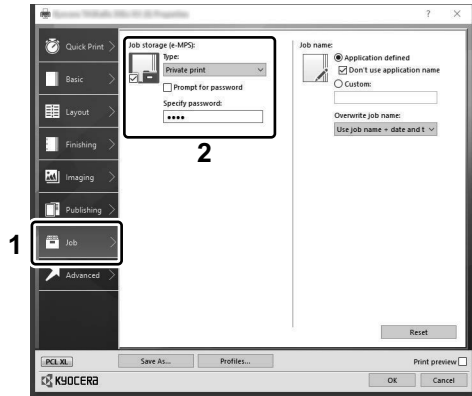 Quick Print
Basic
Layout
Finishing
Imaging
Publishing
1
Job
Advanced
Job storage (e-MPS):
Type:
Private print
Prompt for password
Specify password:
••••
2
Job name:
Application defined
Don't use application name
Custom:
Overwrite job name:
Use job name + date and t
Reset
PCL XL
Save As...
Profiles...
Print preview
KYOCERA
OK
Cancel